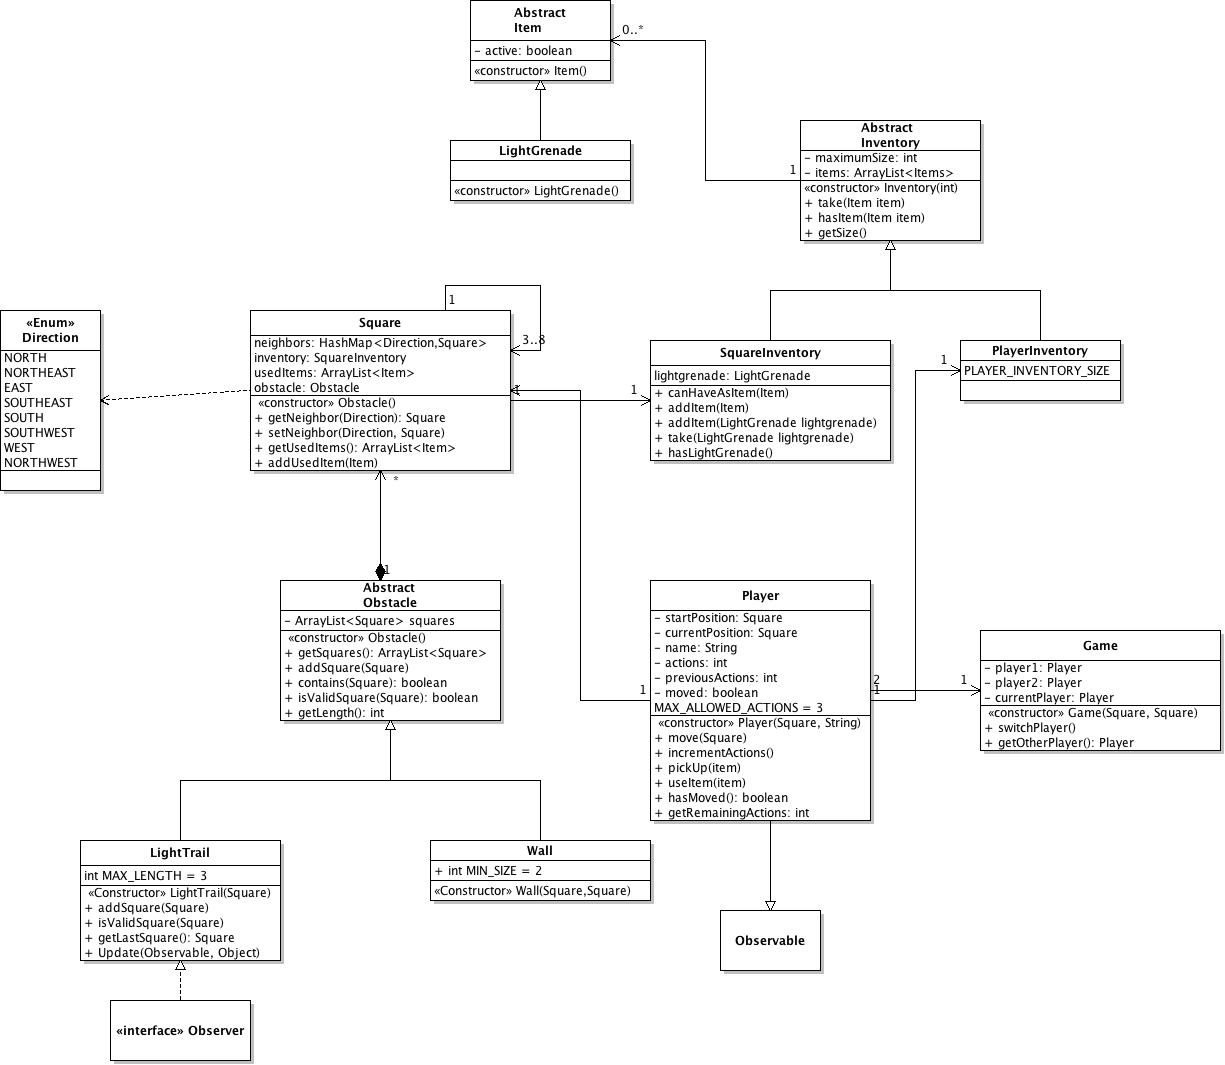 Abstract
Item
- active: boolean
«constructor» Item()
0..*
LightGrenade
«constructor» LightGrenade()
Abstract
Inventory
- maximumSize: int
- items: ArrayList<Items>
«constructor» Inventory(int)
+ take(Item item)
+ hasItem(Item item)
+ getSize()
1
«Enum»
Direction
NORTH
NORTHEAST
EAST
SOUTHEAST
SOUTH
SOUTHWEST
WEST
NORTHWEST
1
3..8
Square
neighbors: HashMap<Direction,Square>
inventory: SquareInventory
usedItems: ArrayList<Item>
obstacle: Obstacle
«constructor» Obstacle()
+ getNeighbor(Direction): Square
+ setNeighbor(Direction, Square)
+ getUsedItems(): ArrayList<Item>
+ addUsedItem(Item)
1
1
1
*
SquareInventory
lightgrenade: LightGrenade
+ canHaveAsItem(Item)
+ addItem(Item)
+ addItem(LightGrenade lightgrenade)
+ take(LightGrenade lightgrenade)
+ hasLightGrenade()
1
PlayerInventory
PLAYER_INVENTORY_SIZE
1
Abstract
Obstacle
- ArrayList<Square> squares
«constructor» Obstacle()
+ getSquares(): ArrayList<Square>
+ addSquare(Square)
+ contains(Square): boolean
+ isValidSquare(Square): boolean
+ getLength(): int
1
Player
- startPosition: Square
- currentPosition: Square
- name: String
- actions: int
- previousActions: int
- moved: boolean
MAX_ALLOWED_ACTIONS = 3
«constructor» Player(Square, String)
+ move(Square)
+ incrementActions()
+ pickUp(item)
+ useItem(item)
+ hasMoved(): boolean
+ getRemainingActions: int
2
1
1
Game
- player1: Player
- player2: Player
- currentPlayer: Player
«constructor» Game(Square, Square)
+ switchPlayer()
+ getOtherPlayer(): Player
LightTrail
int MAX_LENGTH = 3
«Constructor» LightTrail(Square)
+ addSquare(Square)
+ isValidSquare(Square)
+ getLastSquare(): Square
+ Update(Observable, Object)
Wall
+ int MIN_SIZE = 2
«Constructor» Wall(Square,Square)
Observable
«interface» Observer